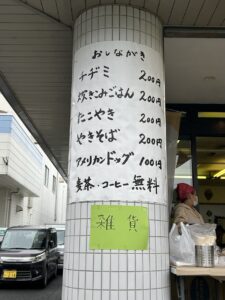 おしながき
チヂミ 200円
炊きこみごはん 200円
たこやき 200円
やきそば 200円
アメリカンドッグ 100円
麦茶・コーヒー 無料
雑貨